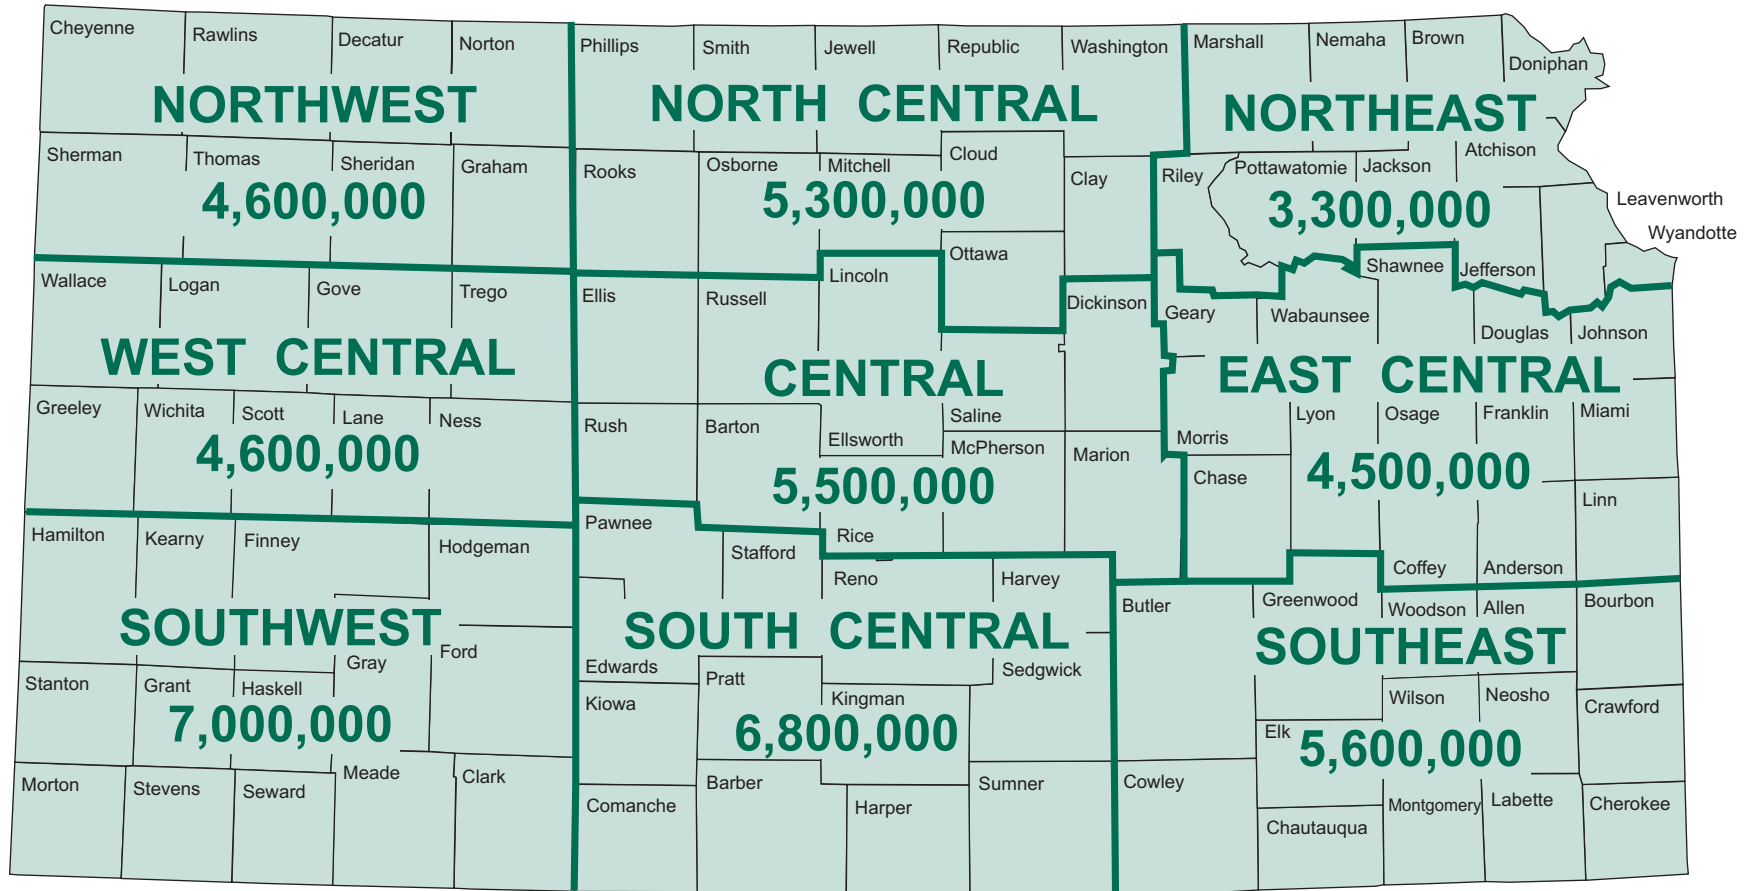 Cheyenne Rawlins Decatur Norton Phillips Smith Jewell Republic Washington Marshall Nemaha Brown
Doniphan
NORTHWEST NORTH CENTRAL NORTHEAST
Sherman Thomas Sheridan Graham Rooks Osborne Mitchell Cloud Clay Riley Pottawatomie Jackson Atchison
4,600,000 5,300,000 3,300,000
Leavenworth
Wyandotte
Ottawa
Wallace Logan Gove Trego Ellis Russell Lincoln Dickinson Geary Wabaunsee Shawnee Jefferson
Douglas Johnson
WEST CENTRAL CENTRAL EAST CENTRAL
Greeley Wichita Scott Lane Ness Rush Barton Ellsworth Saline McPherson Marion Morris Lyon Osage Franklin Miami
4,600,000 5,500,000 4,500,000
Chase Linn
Hamilton Kearny Finney Hodgeman Pawnee Stafford Rice Coffey Anderson
Reno Harvey Butler Greenwood Woodson Allen Bourbon
SOUTHWEST SOUTH CENTRAL SOUTHEAST
Gray Ford Edwards Sedgwick
Stanton Grant Haskell Kiowa Pratt Kingman Wilson Neosho Crawford
7,000,000 6,800,000 Elk 5,600,000
Morton Stevens Seward Meade Clark Comanche Barber Harper Sumner Cowley Montgomery Labette Cherokee
Chautauqua